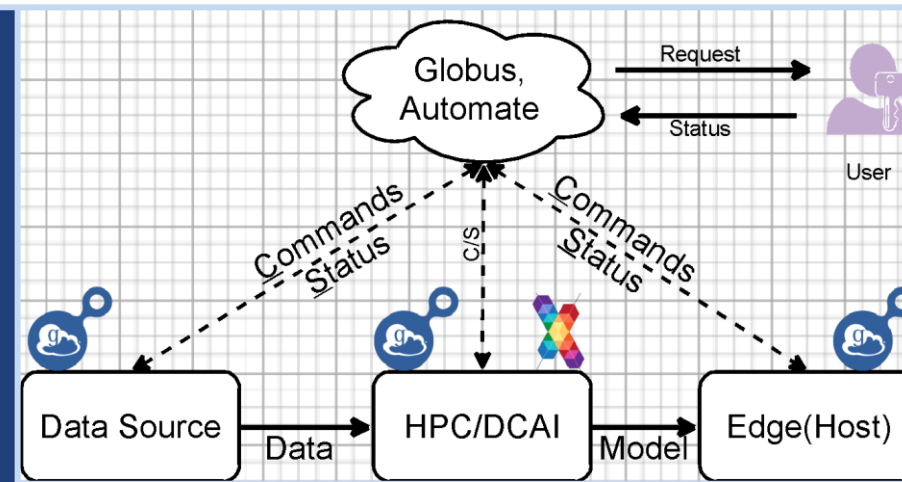 Globus,
Automate
Request
Status
User
Commands
Status
C/S
Commands
Status
g
g
g
Data Source
Data
HPC/DCAI
Model
Edge(Host)